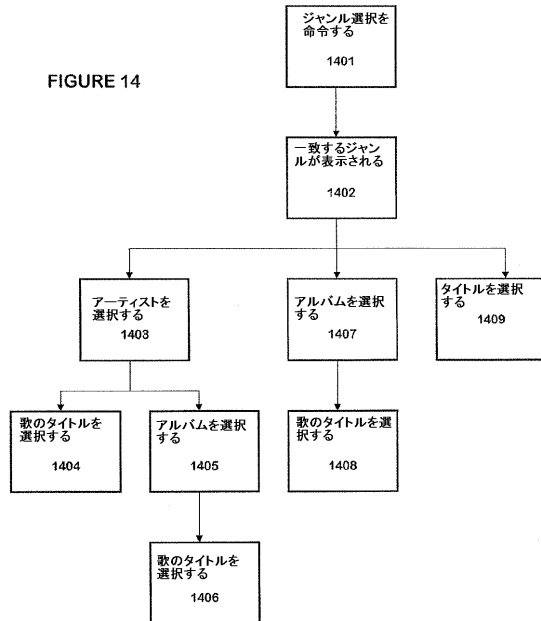 FIGURE 14
ジャンル選択を
命令する
1401
一致するジャン
ルが表示される
1402
アーティストを
選択する
1403
アルバムを選択
する
1407
タイトルを選択
する
1409
歌のタイトルを
選択する
1404
アルバムを選択
する
1405
歌のタイトルを選
択する
1408
歌のタイトルを
選択する
1406